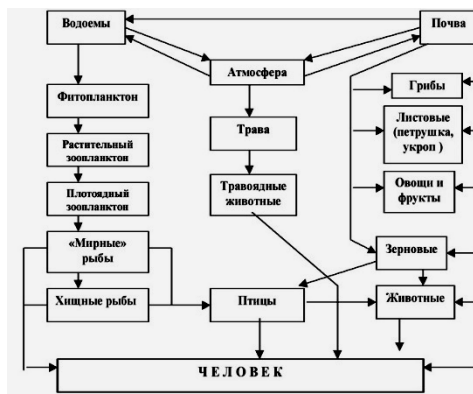 Водоемы
Почва
Атмосфера
Фитопланктон
Растительный
зоопланктон
Плотоядный
зоопланктон
«Мирные»
рыбы
Хищные рыбы
Трава
Травоядные
животные
Птицы
Грибы
Листовые
(петрушка,
укроп )
Овощи и
фрукты
Зерновые
Животные
Ч Е Л О В Е К